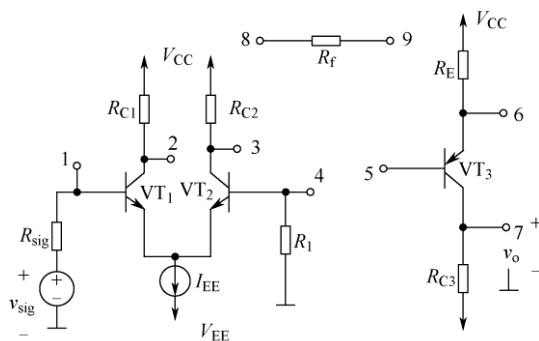 8
9
R_f
V_CC
V_CC
R_C1
R_C2
R_E
6
2
3
1
4
5
VT_1
VT_2
VT_3
7
+
R_sig
R_1
v_o
+
+
−
v_sig
−
I_EE
R_C3
−
V_EE